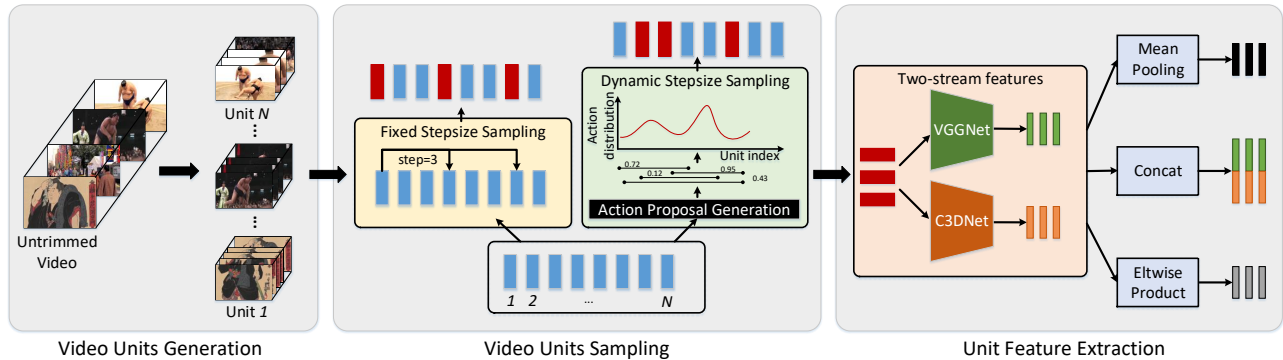 Untrimmed
Video
Unit N
...
...
Unit 1
Video Units Generation
Fixed Stepsize Sampling
step=3
Dynamic Stepsize Sampling
Action
distribution
Unit index
0.72
0.95
0.12
0.43
Action Proposal Generation
1 2 ... N
Video Units Sampling
Two-stream features
VGGNet
C3DNet
Mean
Pooling
Concat
Eltwise
Product
Unit Feature Extraction